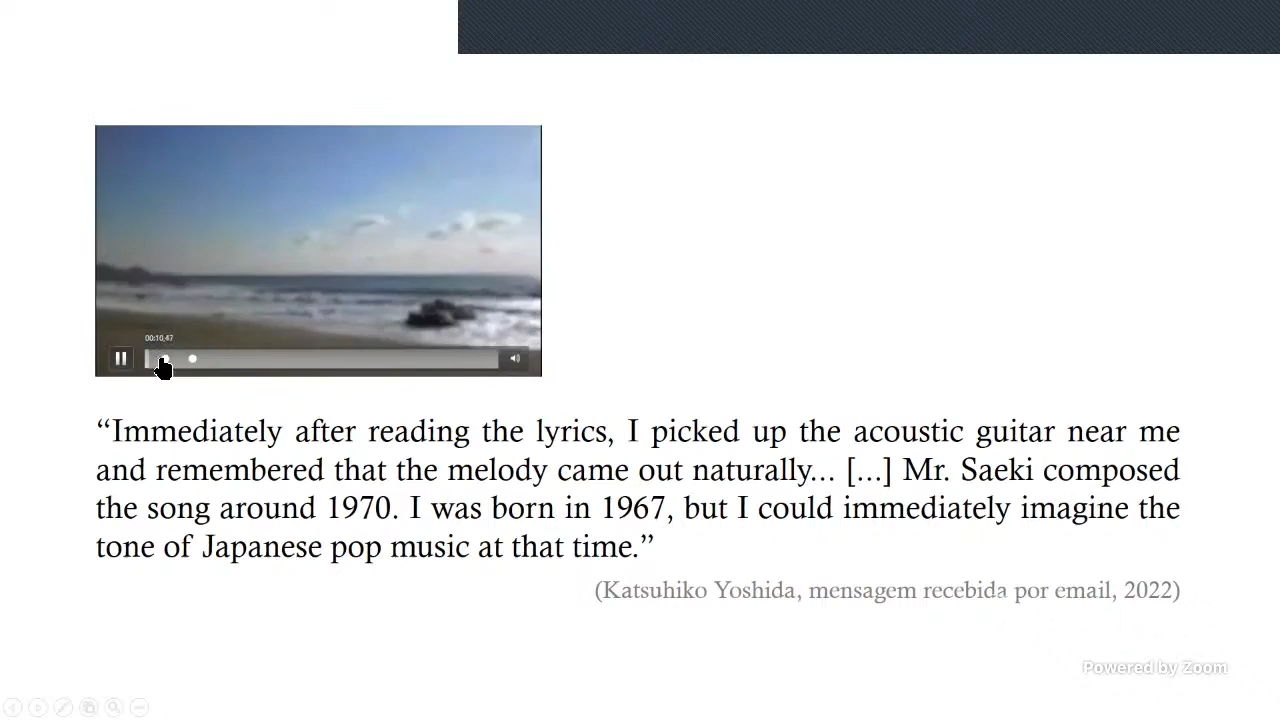 00:10,47
“Immediately after reading the lyrics, I picked up the acoustic guitar near me
and remembered that the melody came out naturally... [...] Mr. Saeki composed
the song around 1970. I was born in 1967, but I could immediately imagine the
tone of Japanese pop music at that time.”
(Katsuhiko Yoshida, mensagem recebida por email, 2022)
Powered by Zoom